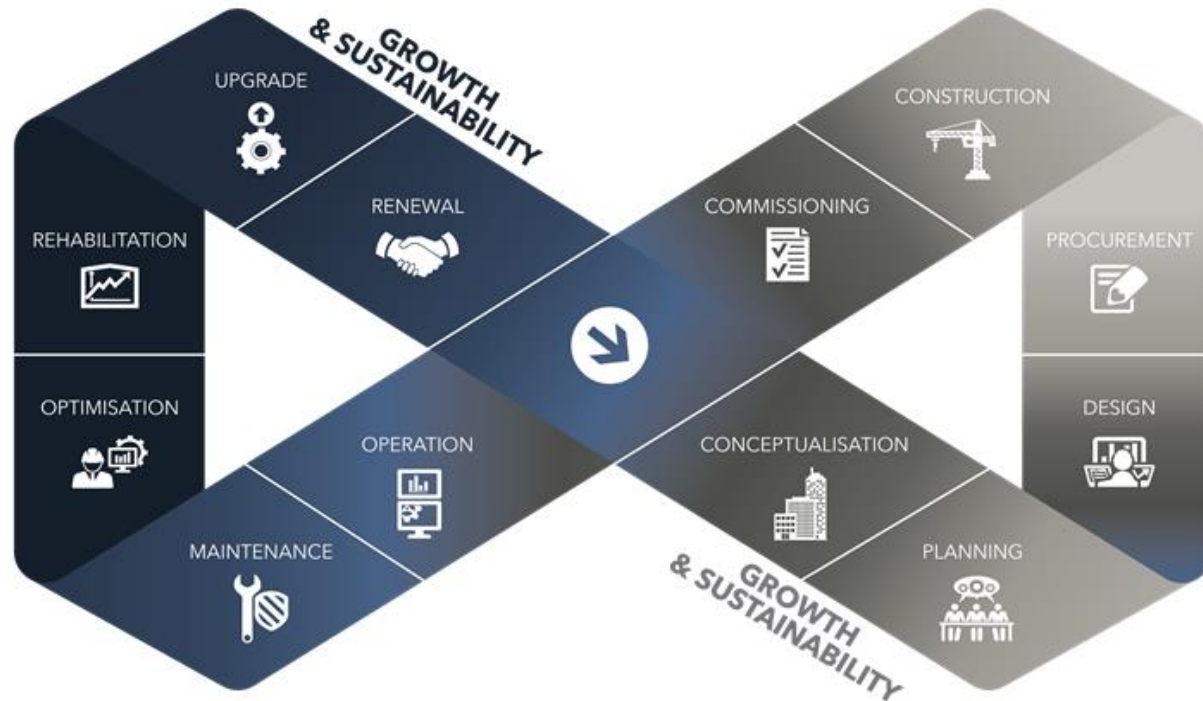 GROWTH
& SUSTAINABILITY
UPGRADE
CONSTRUCTION
RENEWAL
COMMISSIONING
REHABILITATION
PROCUREMENT
OPTIMISATION
DESIGN
OPERATION
CONCEPTUALISATION
MAINTENANCE
PLANNING
GROWTH
& SUSTAINABILITY